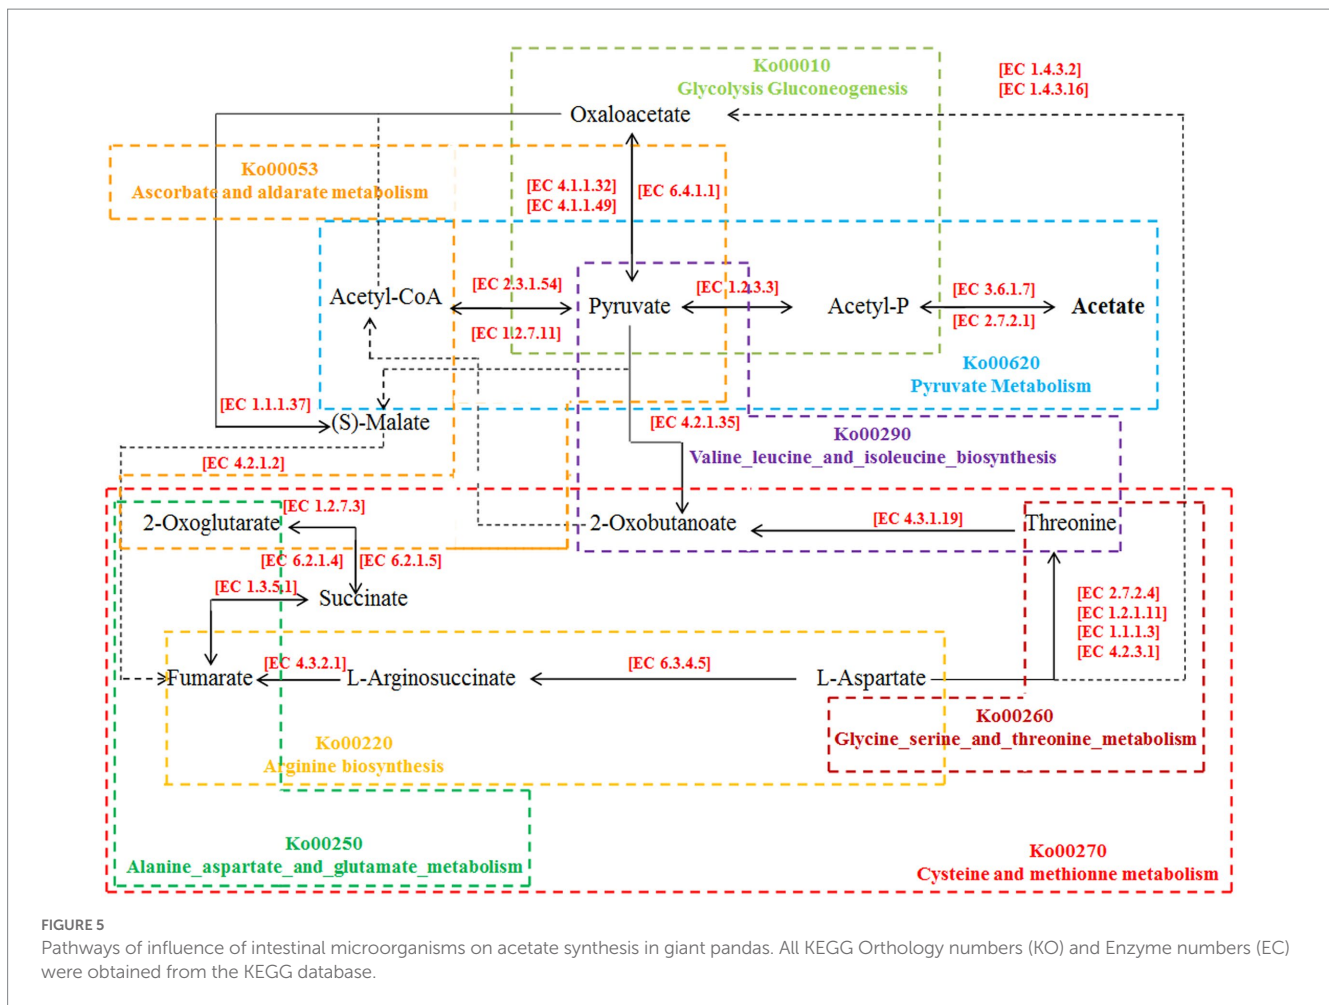 Ko00010
Glycolysis Gluconeogenesis
[EC 1.4.3.2]
[EC 1.4.3.16]
Oxaloacetate
Ko00053
Ascorbate and aldarate metabolism
[EC 4.1.1.32]
[EC 4.1.1.49]
[EC 6.4.1.1]
Acetyl-CoA
[EC 2.3.1.54]
[EC 1.2.7.11]
Pyruvate
[EC 1.2.3.3]
Acetyl-P
[EC 3.6.1.7]
[EC 2.7.2.1]
Acetate
Ko00620
Pyruvate Metabolism
[EC 1.1.1.37]
(S)-Malate
[EC 4.2.1.35]
Ko00290
Valine_leucine_and_isoleucine_biosynthesis
[EC 4.2.1.2]
2-Oxoglutarate
[EC 1.2.7.3]
2-Oxobutanoate
[EC 4.3.1.19]
Threonine
[EC 6.2.1.4]
[EC 6.2.1.5]
[EC 1.3.5.1]
Succinate
[EC 2.7.2.4]
[EC 1.2.1.11]
[EC 1.1.1.3]
[EC 4.2.3.1]
Fumarate
[EC 4.3.2.1]
L-Arginosuccinate
[EC 6.3.4.5]
L-Aspartate
Ko00260
Glycine_serine_and_threonine_metabolism
Ko00220
Arginine biosynthesis
Ko00250
Alanine_aspartate_and_glutamate_metabolism
Ko00270
Cysteine and methionne metabolism
FIGURE 5
Pathways of influence of intestinal microorganisms on acetate synthesis in giant pandas. All KEGG Orthology numbers (KO) and Enzyme numbers (EC)
were obtained from the KEGG database.